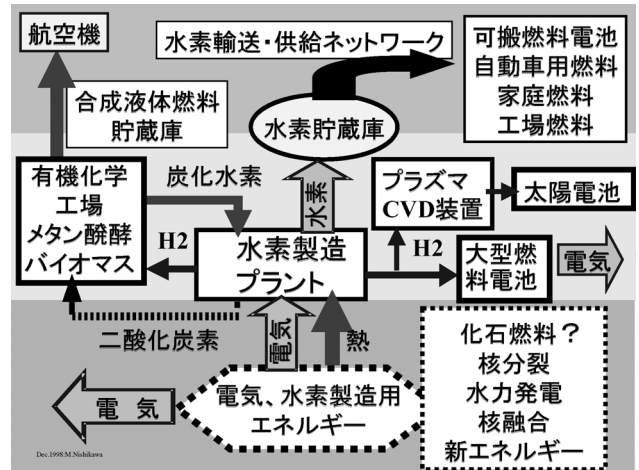 航空機
水素輸送・供給ネットワーク
可搬燃料電池
自動車用燃料
家庭燃料
工場燃料
合成液体燃料
貯蔵庫
水素貯蔵庫
有機化学
工場
メタン醗酵
バイオマス
炭化水素
水素
プラズマ
CVD装置
太陽電池
H2
水素製造
プラント
H2
大型燃
料電池
電気
二酸化炭素
電気
熱
化石燃料？
核分裂
水力発電
核融合
新エネルギー
電気
電気、水素製造用
エネルギー
Dec.1998:M.Nishikawa